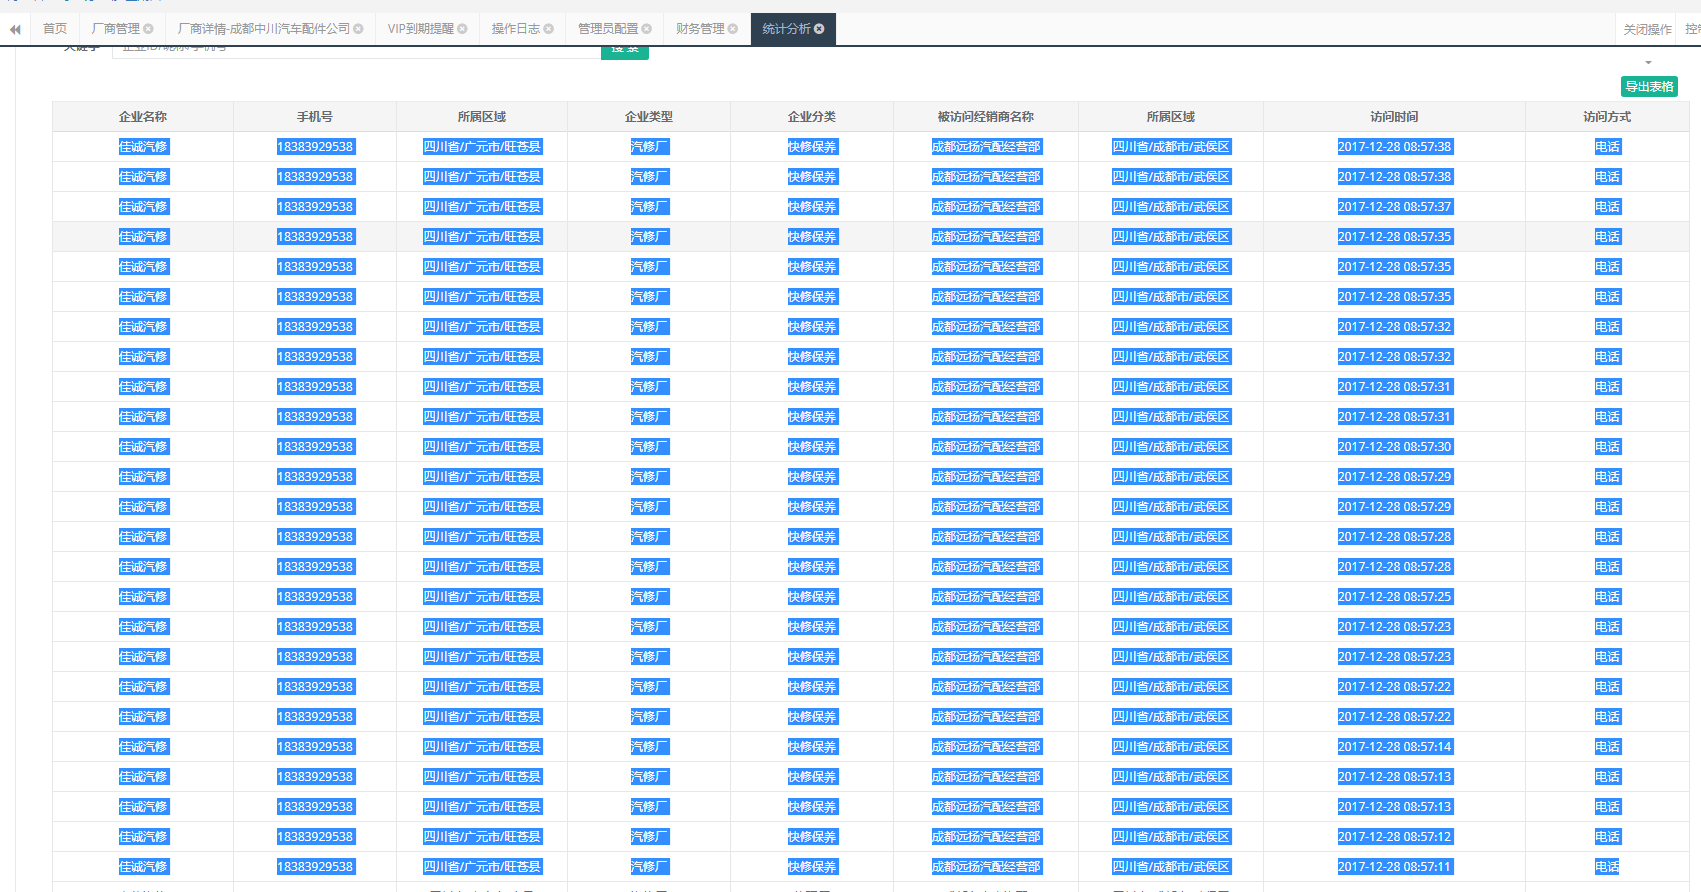 首页 厂商管理 厂商详情-成都中川汽车配件公司 VIP到期提醒 操作日志 管理员配置 财务管理 统计分析 关闭操作
导出表格
企业名称 手机号 所属区域 企业类型 企业分类 被访问经销商名称 所属区域 访问时间 访问方式
佳诚汽修 18383929538 四川省/广元市/旺苍县 汽修厂 快修保养 成都远扬汽配经营部 四川省/成都市/武侯区 2017-12-28 08:57:38 电话
佳诚汽修 18383929538 四川省/广元市/旺苍县 汽修厂 快修保养 成都远扬汽配经营部 四川省/成都市/武侯区 2017-12-28 08:57:38 电话
佳诚汽修 18383929538 四川省/广元市/旺苍县 汽修厂 快修保养 成都远扬汽配经营部 四川省/成都市/武侯区 2017-12-28 08:57:37 电话
佳诚汽修 18383929538 四川省/广元市/旺苍县 汽修厂 快修保养 成都远扬汽配经营部 四川省/成都市/武侯区 2017-12-28 08:57:35 电话
佳诚汽修 18383929538 四川省/广元市/旺苍县 汽修厂 快修保养 成都远扬汽配经营部 四川省/成都市/武侯区 2017-12-28 08:57:35 电话
佳诚汽修 18383929538 四川省/广元市/旺苍县 汽修厂 快修保养 成都远扬汽配经营部 四川省/成都市/武侯区 2017-12-28 08:57:35 电话
佳诚汽修 18383929538 四川省/广元市/旺苍县 汽修厂 快修保养 成都远扬汽配经营部 四川省/成都市/武侯区 2017-12-28 08:57:32 电话
佳诚汽修 18383929538 四川省/广元市/旺苍县 汽修厂 快修保养 成都远扬汽配经营部 四川省/成都市/武侯区 2017-12-28 08:57:32 电话
佳诚汽修 18383929538 四川省/广元市/旺苍县 汽修厂 快修保养 成都远扬汽配经营部 四川省/成都市/武侯区 2017-12-28 08:57:31 电话
佳诚汽修 18383929538 四川省/广元市/旺苍县 汽修厂 快修保养 成都远扬汽配经营部 四川省/成都市/武侯区 2017-12-28 08:57:31 电话
佳诚汽修 18383929538 四川省/广元市/旺苍县 汽修厂 快修保养 成都远扬汽配经营部 四川省/成都市/武侯区 2017-12-28 08:57:30 电话
佳诚汽修 18383929538 四川省/广元市/旺苍县 汽修厂 快修保养 成都远扬汽配经营部 四川省/成都市/武侯区 2017-12-28 08:57:29 电话
佳诚汽修 18383929538 四川省/广元市/旺苍县 汽修厂 快修保养 成都远扬汽配经营部 四川省/成都市/武侯区 2017-12-28 08:57:29 电话
佳诚汽修 18383929538 四川省/广元市/旺苍县 汽修厂 快修保养 成都远扬汽配经营部 四川省/成都市/武侯区 2017-12-28 08:57:28 电话
佳诚汽修 18383929538 四川省/广元市/旺苍县 汽修厂 快修保养 成都远扬汽配经营部 四川省/成都市/武侯区 2017-12-28 08:57:28 电话
佳诚汽修 18383929538 四川省/广元市/旺苍县 汽修厂 快修保养 成都远扬汽配经营部 四川省/成都市/武侯区 2017-12-28 08:57:25 电话
佳诚汽修 18383929538 四川省/广元市/旺苍县 汽修厂 快修保养 成都远扬汽配经营部 四川省/成都市/武侯区 2017-12-28 08:57:23 电话
佳诚汽修 18383929538 四川省/广元市/旺苍县 汽修厂 快修保养 成都远扬汽配经营部 四川省/成都市/武侯区 2017-12-28 08:57:23 电话
佳诚汽修 18383929538 四川省/广元市/旺苍县 汽修厂 快修保养 成都远扬汽配经营部 四川省/成都市/武侯区 2017-12-28 08:57:22 电话
佳诚汽修 18383929538 四川省/广元市/旺苍县 汽修厂 快修保养 成都远扬汽配经营部 四川省/成都市/武侯区 2017-12-28 08:57:22 电话
佳诚汽修 18383929538 四川省/广元市/旺苍县 汽修厂 快修保养 成都远扬汽配经营部 四川省/成都市/武侯区 2017-12-28 08:57:14 电话
佳诚汽修 18383929538 四川省/广元市/旺苍县 汽修厂 快修保养 成都远扬汽配经营部 四川省/成都市/武侯区 2017-12-28 08:57:13 电话
佳诚汽修 18383929538 四川省/广元市/旺苍县 汽修厂 快修保养 成都远扬汽配经营部 四川省/成都市/武侯区 2017-12-28 08:57:13 电话
佳诚汽修 18383929538 四川省/广元市/旺苍县 汽修厂 快修保养 成都远扬汽配经营部 四川省/成都市/武侯区 2017-12-28 08:57:12 电话
佳诚汽修 18383929538 四川省/广元市/旺苍县 汽修厂 快修保养 成都远扬汽配经营部 四川省/成都市/武侯区 2017-12-28 08:57:11 电话